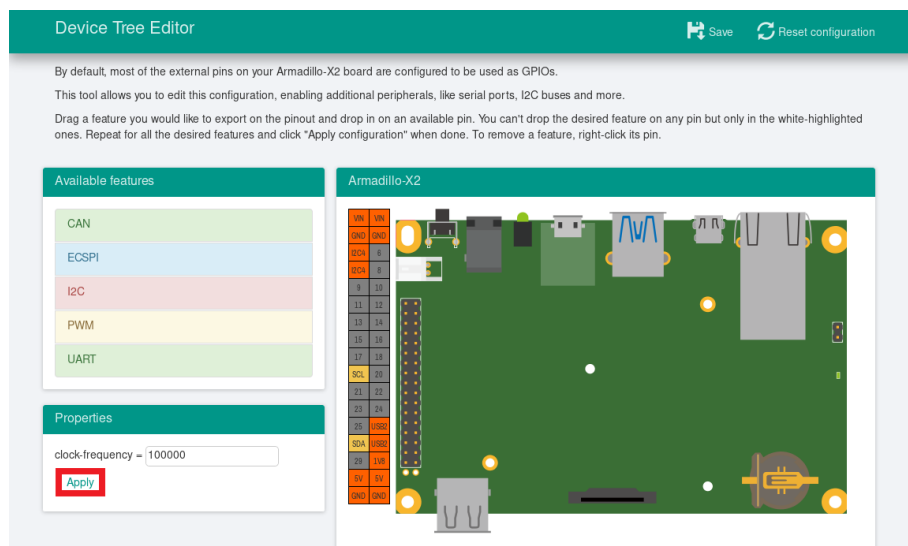 Device Tree Editor
Save
Reset configuration
By default, most of the external pins on your Armadillo-X2 board are configured to be used as GPIOs.
This tool allows you to edit this configuration, enabling additional peripherals, like serial ports, I2C buses and more.
Drag a feature you would like to export on the pinout and drop in on an available pin. You can't drop the desired feature on any pin but only in the white-highlighted
ones. Repeat for all the desired features and click "Apply configuration" when done. To remove a feature, right-click its pin.
Available features
CAN
ECSPI
I2C
PWM
UART
Properties
clock-frequency = 100000
Apply
Armadillo-X2
VIN VIN
GND GND
I2C4 6
I2C4 8
9 10
11 12
13 14
15 16
17 18
SCL 20
21 22
23 24
25 USB2
SDA USB2
29 1V8
5V 5V
GND GND